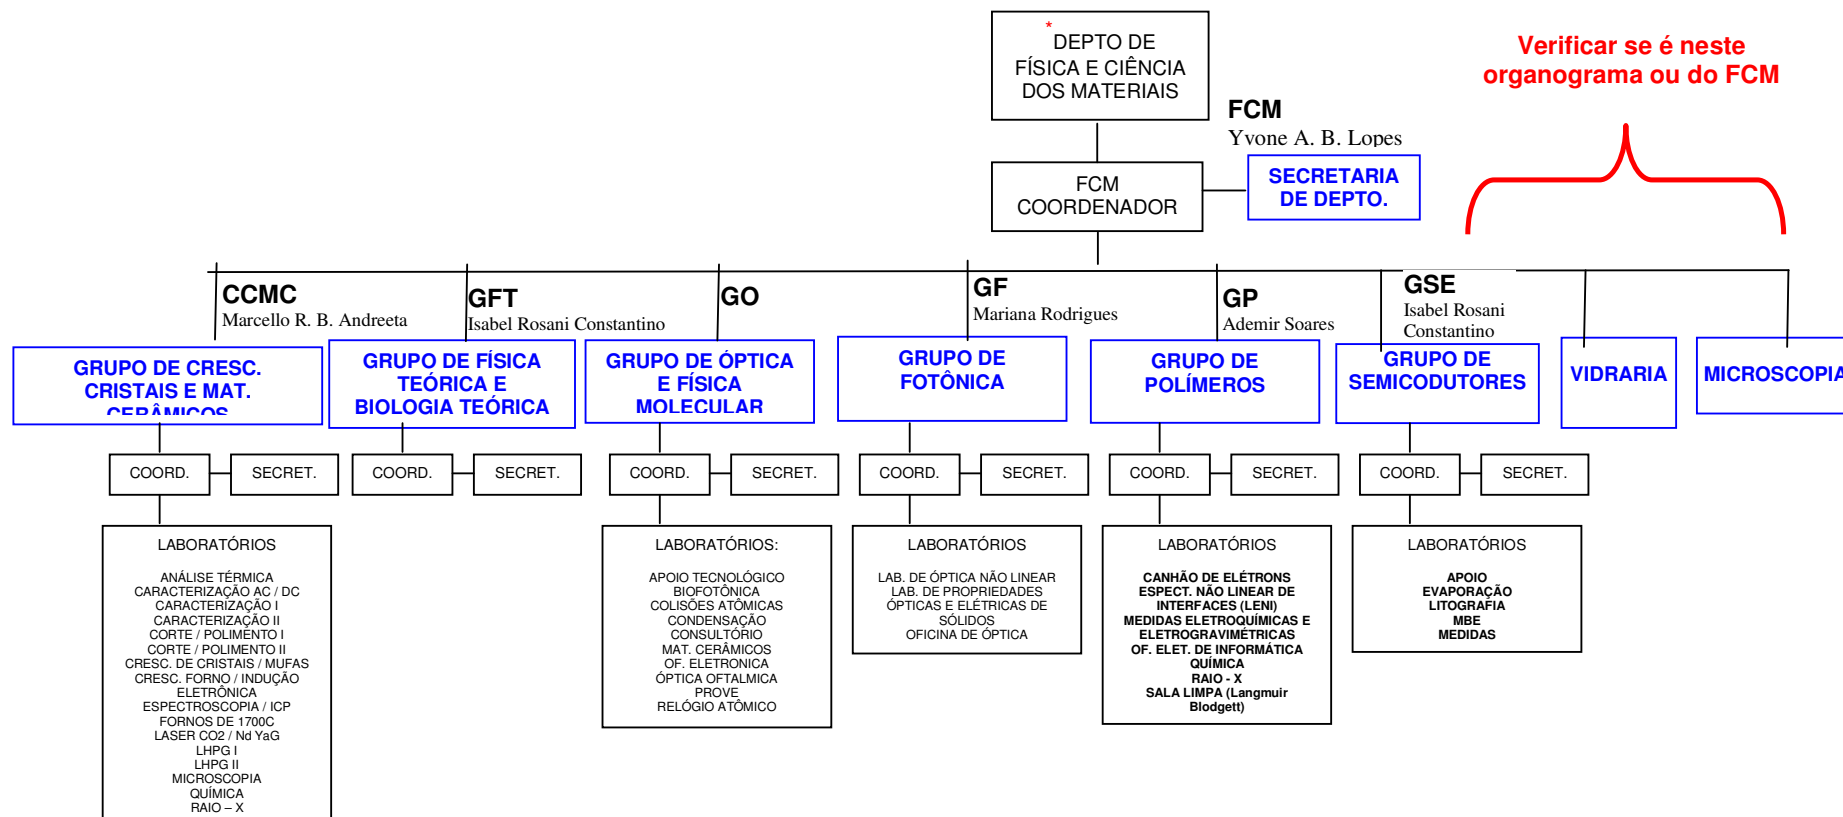 *
DEPTO DE
FÍSICA E CIÊNCIA
DOS MATERIAIS
Verificar se é neste
organograma ou do FCM
FCM
Yvone A. B. Lopes
FCM
COORDENADOR
SECRETARIA
DE DEPTO.
CCMC
Marcello R. B. Andreeta
GFT
Isabel Rosani Constantino
GO
GF
Mariana Rodrigues
GP
Ademir Soares
GSE
Isabel Rosani
Constantino
GRUPO DE CRESC.
CRISTAIS E MAT.
CERÂMICOS
GRUPO DE FÍSICA
TEÓRICA E
BIOLOGIA TEÓRICA
GRUPO DE ÓPTICA
E FÍSICA
MOLECULAR
GRUPO DE
FOTÔNICA
GRUPO DE
POLÍMEROS
GRUPO DE
SEMICODUTORES
VIDRARIA
MICROSCOPIA
COORD.
SECRET.
COORD.
SECRET.
COORD.
SECRET.
COORD.
SECRET.
COORD.
SECRET.
COORD.
SECRET.
LABORATÓRIOS
ANÁLISE TÉRMICA
CARACTERIZAÇÃO AC / DC
CARACTERIZAÇÃO I
CARACTERIZAÇÃO II
CORTE / POLIMENTO I
CORTE / POLIMENTO II
CRESC. DE CRISTAIS / MUFAS
CRESC. FORNO / INDUÇÃO
ELETRÔNICA
ESPECTROSCOPIA / ICP
FORNOS DE 1700C
LASER CO2 / Nd YaG
LHPG I
LHPG II
MICROSCOPIA
QUÍMICA
RAIO – X
LABORATÓRIOS:
APOIO TECNOLÓGICO
BIOFOTÔNICA
COLISÕES ATÔMICAS
CONDENSAÇÃO
CONSULTÓRIO
MAT. CERÂMICOS
OF. ELETRONICA
ÓPTICA OFTALMICA
PROVE
RELÓGIO ATÔMICO
LABORATÓRIOS
LAB. DE ÓPTICA NÃO LINEAR
LAB. DE PROPRIEDADES
ÓPTICAS E ELÉTRICAS DE
SÓLIDOS
OFICINA DE ÓPTICA
LABORATÓRIOS
CANHÃO DE ELÉTRONS
ESPECT. NÃO LINEAR DE
INTERFACES (LENI)
MEDIDAS ELETROQUÍMICAS E
ELETROGRAVIMÉTRICAS
OF. ELET. DE INFORMÁTICA
QUÍMICA
RAIO - X
SALA LIMPA (Langmuir
Blodgett)
LABORATÓRIOS
APOIO
EVAPORAÇÃO
LITOGRAFIA
MBE
MEDIDAS